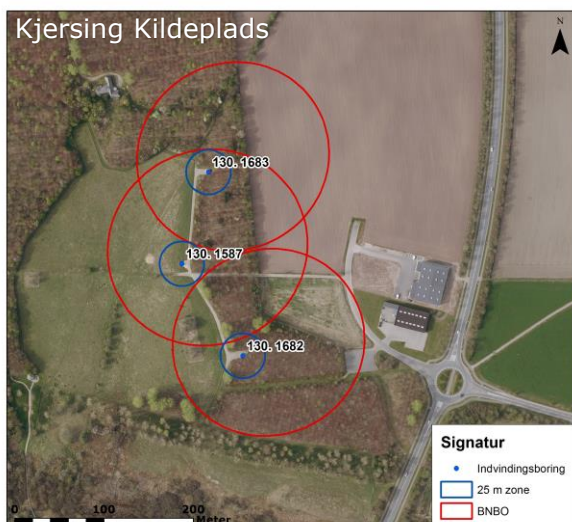 Kjersing Kildeplads
N
130. 1683
130. 1587
130. 1682
Signatur
Indvindingsboring
25 m zone
BNBO
0 100 200
Meter